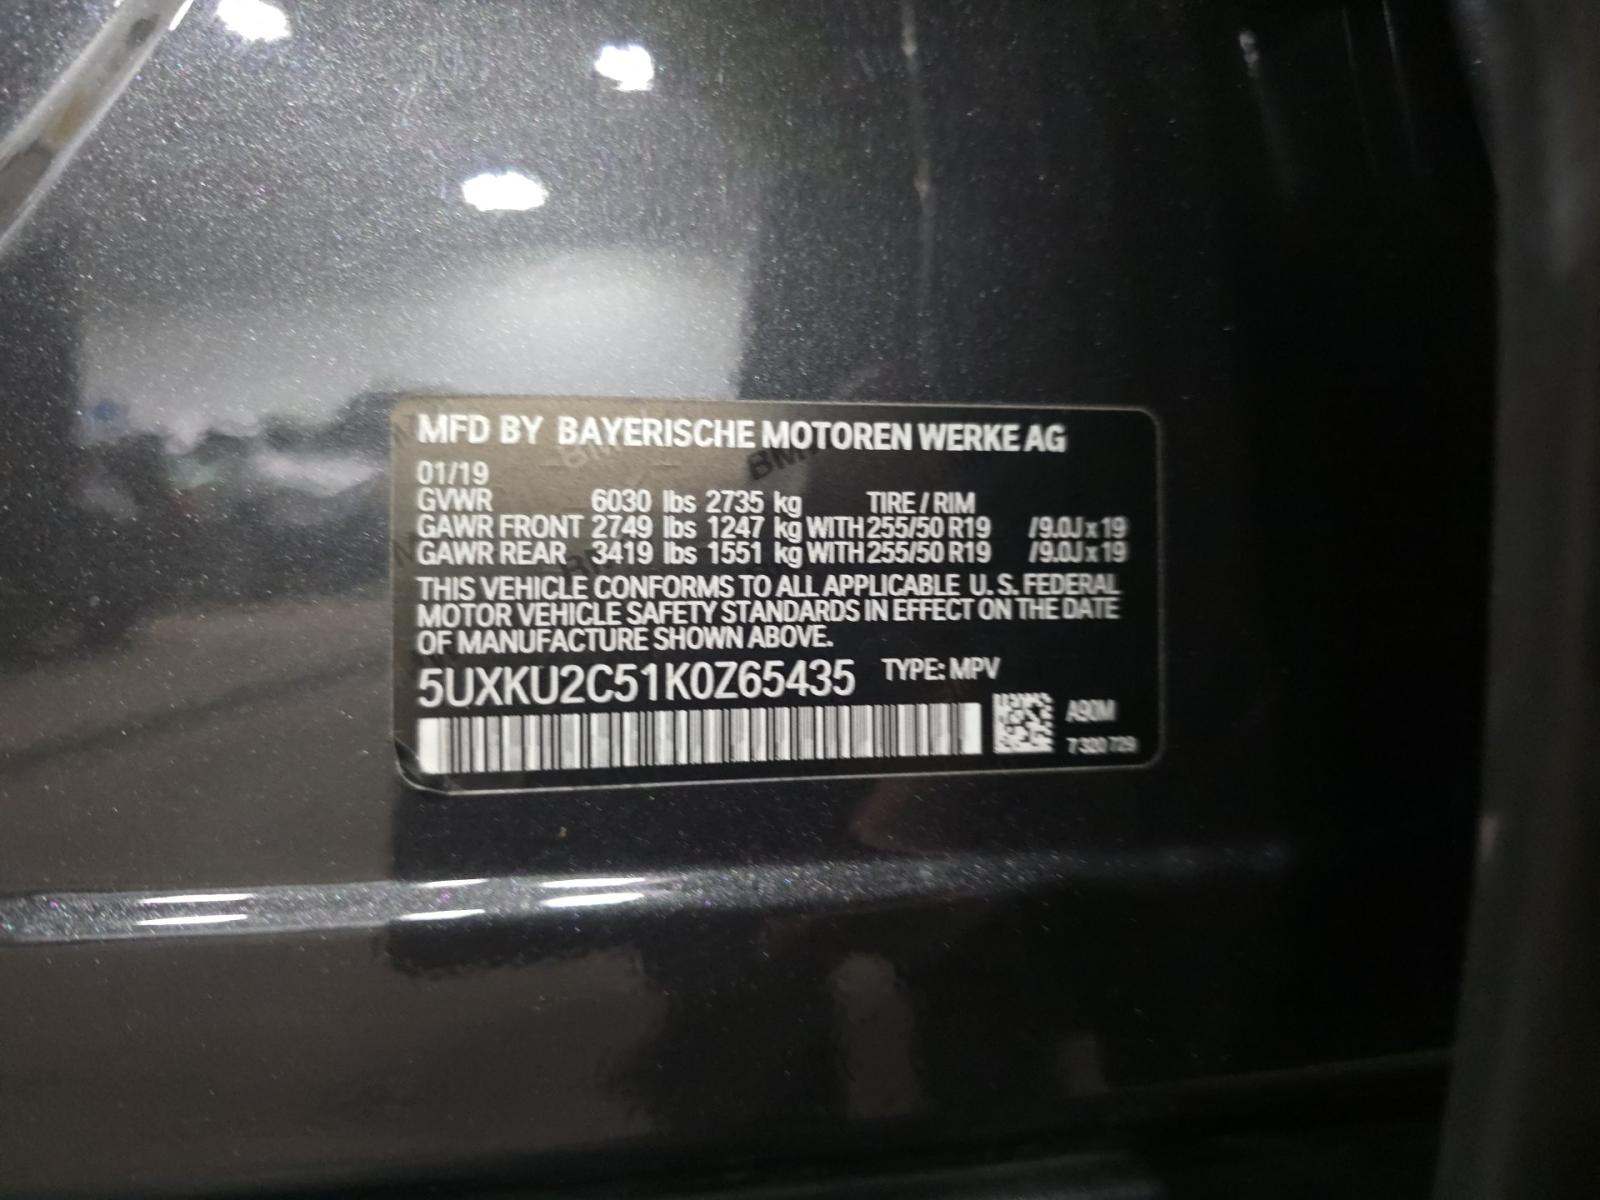 MFD BY BAYERISCHE MOTOREN WERKE AG
01/19
GVWR 6030 lbs 2735 kg TIRE / RIM
GAWR FRONT 2749 lbs 1247 kg WITH 255/50 R19 /9.0J x 19
GAWR REAR 3419 lbs 1551 kg WITH 255/50 R19 /9.0J x 19
THIS VEHICLE CONFORMS TO ALL APPLICABLE U.S. FEDERAL
MOTOR VEHICLE SAFETY STANDARDS IN EFFECT ON THE DATE
OF MANUFACTURE SHOWN ABOVE.
5UXKU2C51K0Z65435 TYPE: MPV
A90M
7 320 729